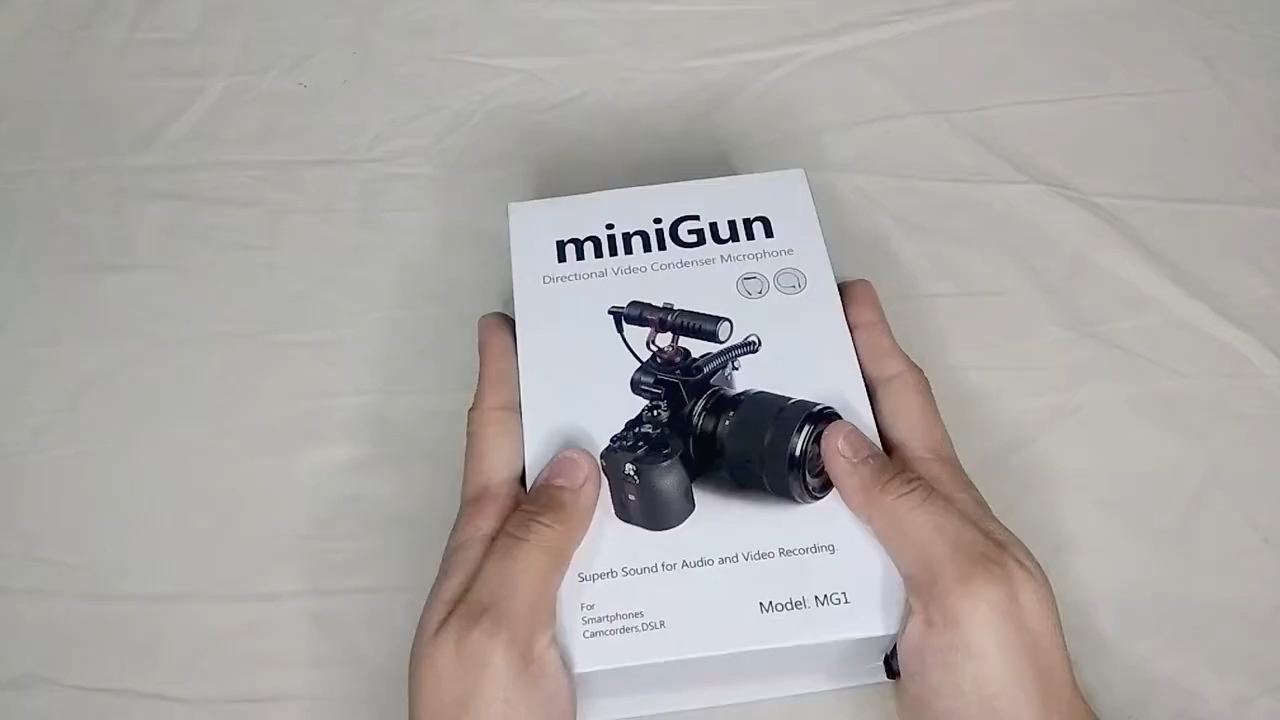 miniGun
Directional Video Condenser Microphone
Superb Sound for Audio and Video Recording.
For
Smartphones
Camcorders,DSLR
Model: MG1